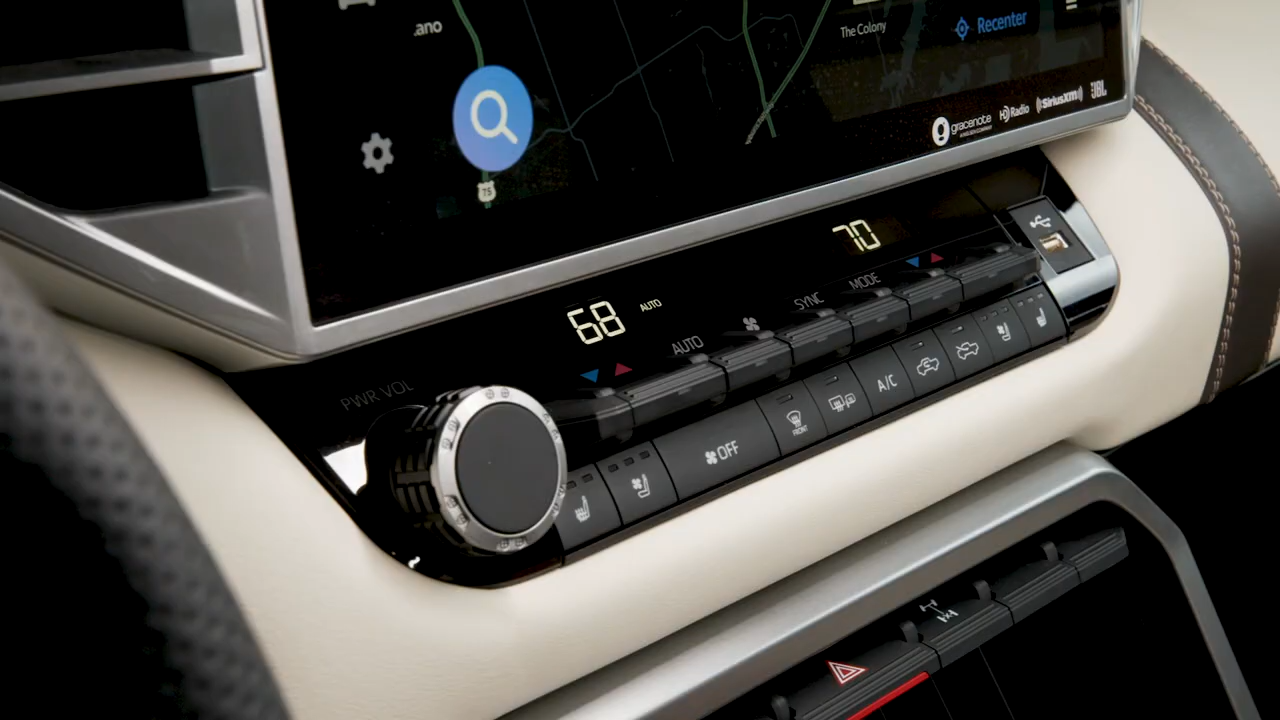 .ano
The Colony
Recenter
75
gracenote
HD Radio
((SiriusXM))
JBL
70
68 AUTO
SYNC
MODE
AUTO
PWR VOL
FRONT
A/C
OFF